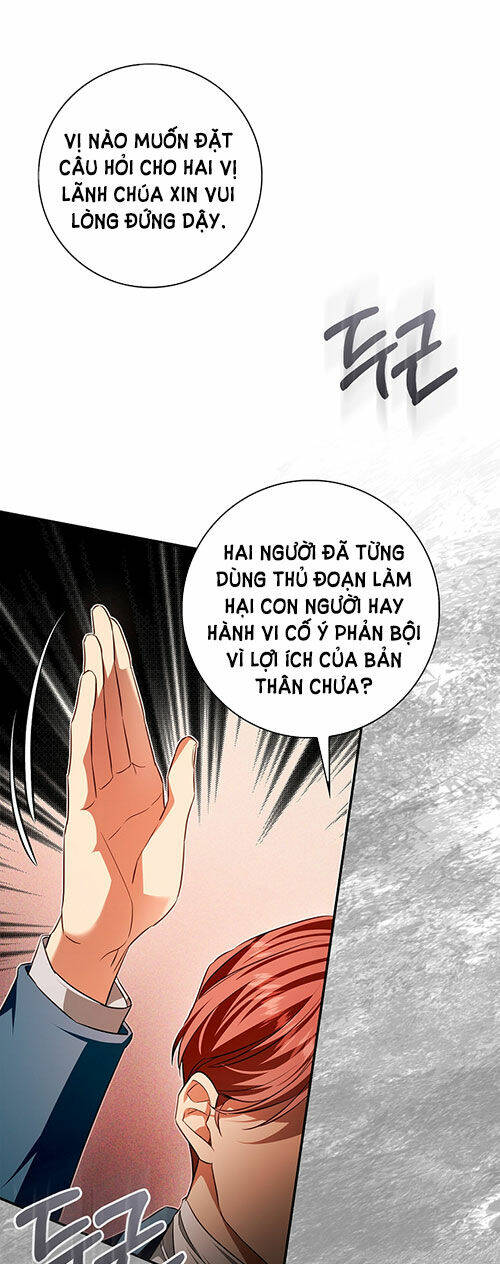 VỊ NÀO MUỐN ĐẶT
CÂU HỎI CHO HAI VỊ
LÃNH CHÚA XIN VUI
LÒNG ĐỨNG DẬY.
두근
HAI NGƯỜI ĐÃ TỪNG
DÙNG THỦ ĐOẠN LÀM
HẠI CON NGƯỜI HAY
HÀNH VI CỐ Ý PHẢN BỘI
VÌ LỢI ÍCH CỦA BẢN
THÂN CHƯA?
두근